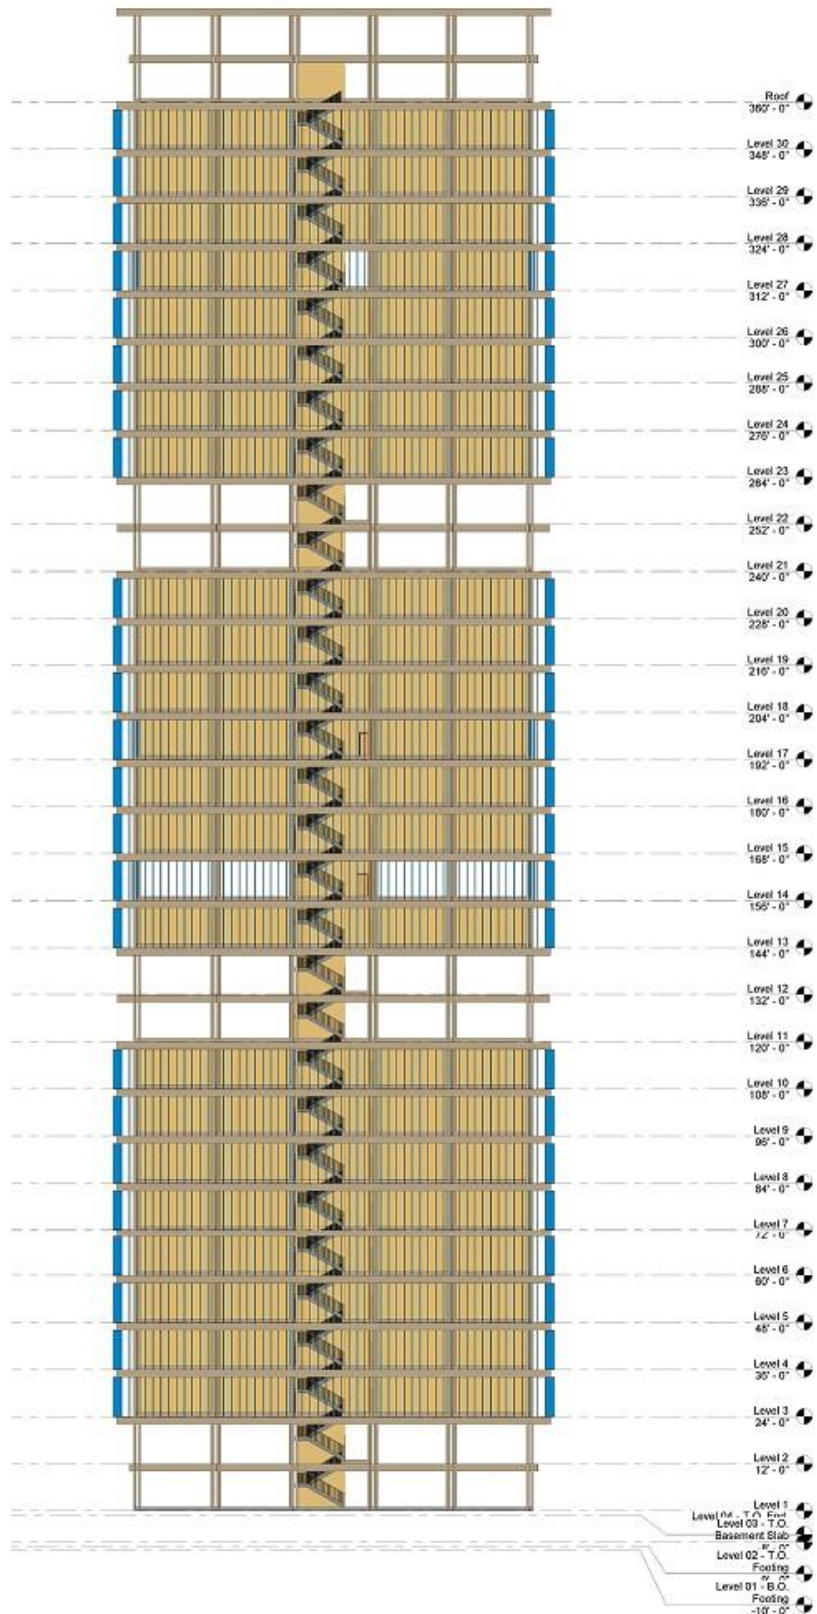 Roof
360' - 0"
Level 30
348' - 0"
Level 29
336' - 0"
Level 28
324' - 0"
Level 27
312' - 0"
Level 26
300' - 0"
Level 25
288' - 0"
Level 24
276' - 0"
Level 23
264' - 0"
Level 22
252' - 0"
Level 21
240' - 0"
Level 20
228' - 0"
Level 19
216' - 0"
Level 18
204' - 0"
Level 17
192' - 0"
Level 16
180' - 0"
Level 15
168' - 0"
Level 14
156' - 0"
Level 13
144' - 0"
Level 12
132' - 0"
Level 11
120' - 0"
Level 10
108' - 0"
Level 9
96' - 0"
Level 8
84' - 0"
Level 7
72' - 0"
Level 6
60' - 0"
Level 5
48' - 0"
Level 4
36' - 0"
Level 3
24' - 0"
Level 2
12' - 0"
Level 1
Level 04 - T.O.
Level 03 - T.O.
Basement Slab
Level 02 - T.O.
Footing
Level 01 - B.O.
Footing
-10' - 0"